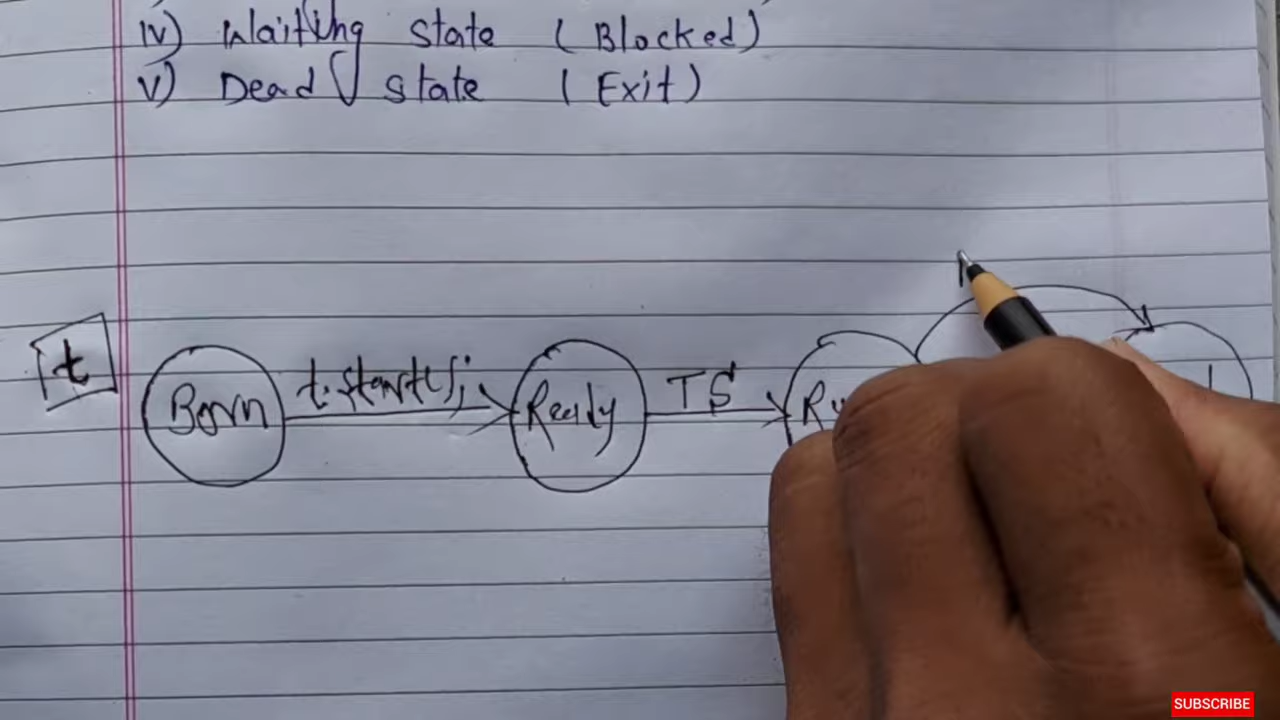 iv) Waiting state (Blocked)
v) Dead state (Exit)
t
Born t.start(); Ready TS
SUBSCRIBE